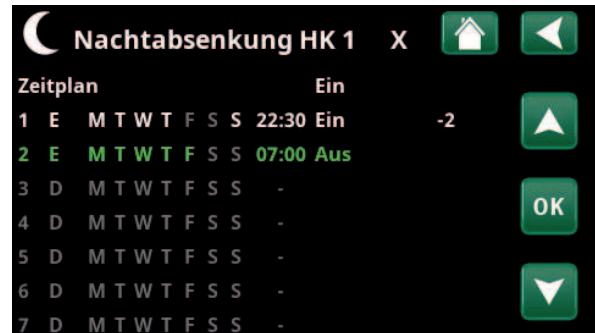 Nachtabsenkung HK 1 X
Zeitplan Ein
1 E M T W T F S S 22:30 Ein -2
2 E M T W T F S S 07:00 Aus
3 D M T W T F S S -
4 D M T W T F S S -
5 D M T W T F S S -
6 D M T W T F S S -
7 D M T W T F S S
OK